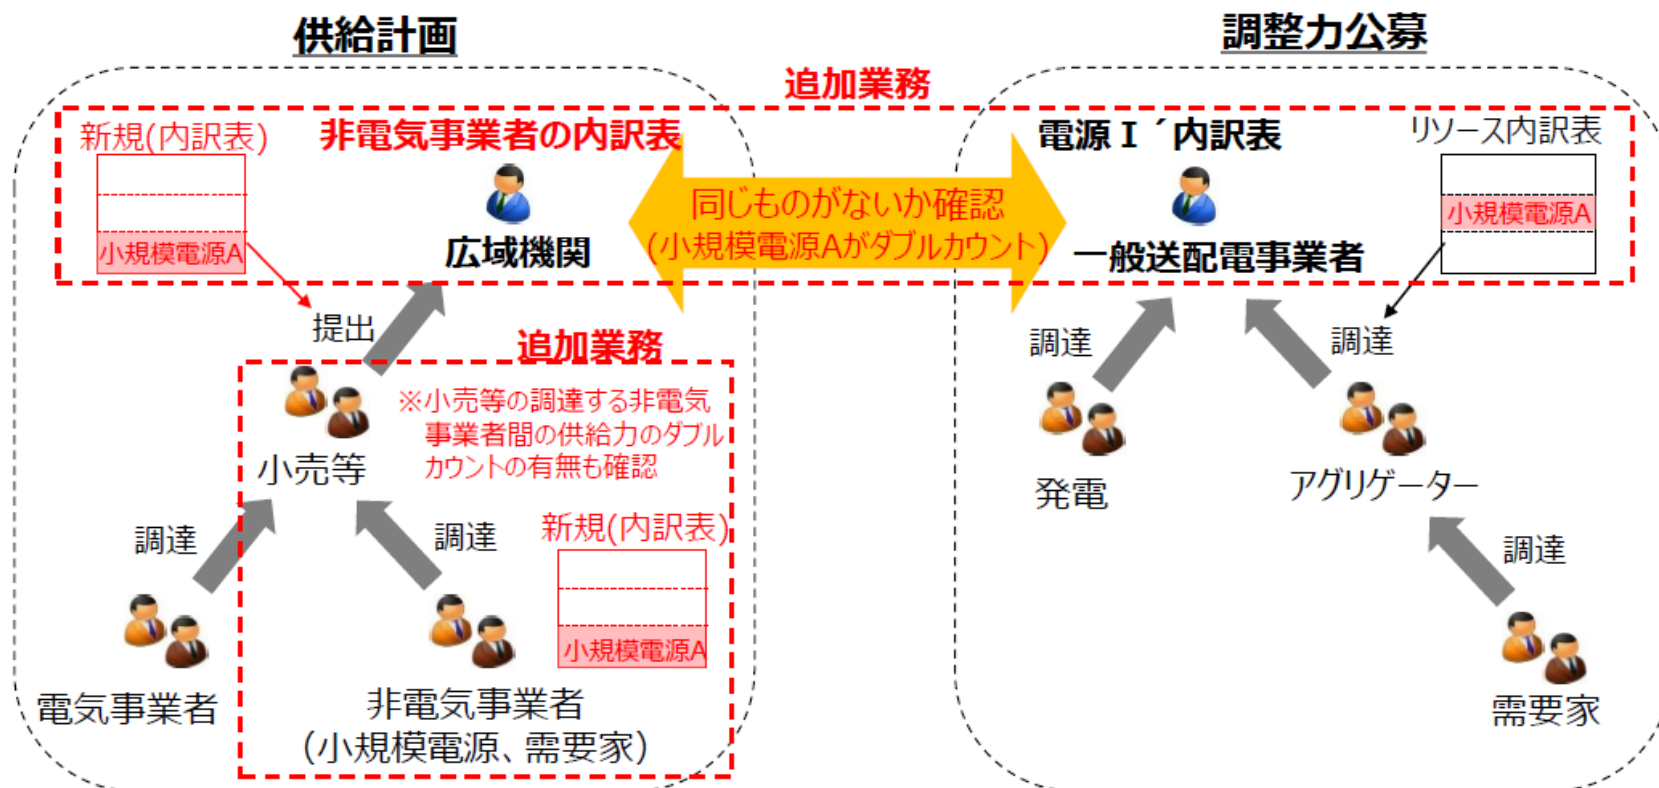 供給計画
調整力公募
追加業務
新規(内訳表)
非電気事業者の内訳表
小規模電源A
広域機関
同じものがないか確認
(小規模電源Aがダブルカウント)
電源Ⅰ´内訳表
リソース内訳表
小規模電源A
一般送配電事業者
提出
追加業務
※小売等の調達する非電気
事業者間の供給力のダブル
カウントの有無も確認
小売等
調達
調達
新規(内訳表)
小規模電源A
電気事業者
非電気事業者
(小規模電源、需要家)
調達
調達
発電
アグリゲーター
調達
需要家